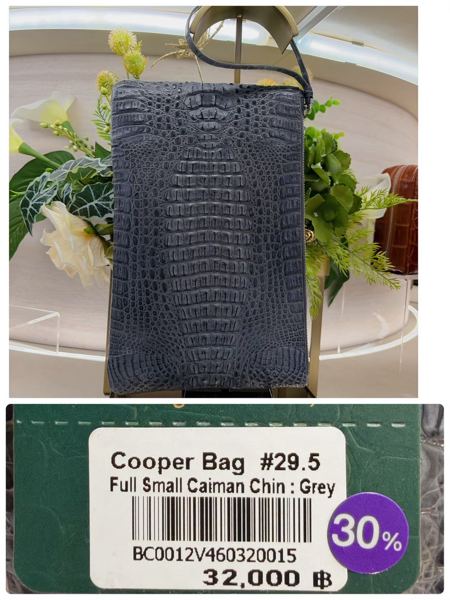 Cooper Bag #29.5
Full Small Caiman Chin : Grey
BC0012V460320015
32,000 ฿
30%